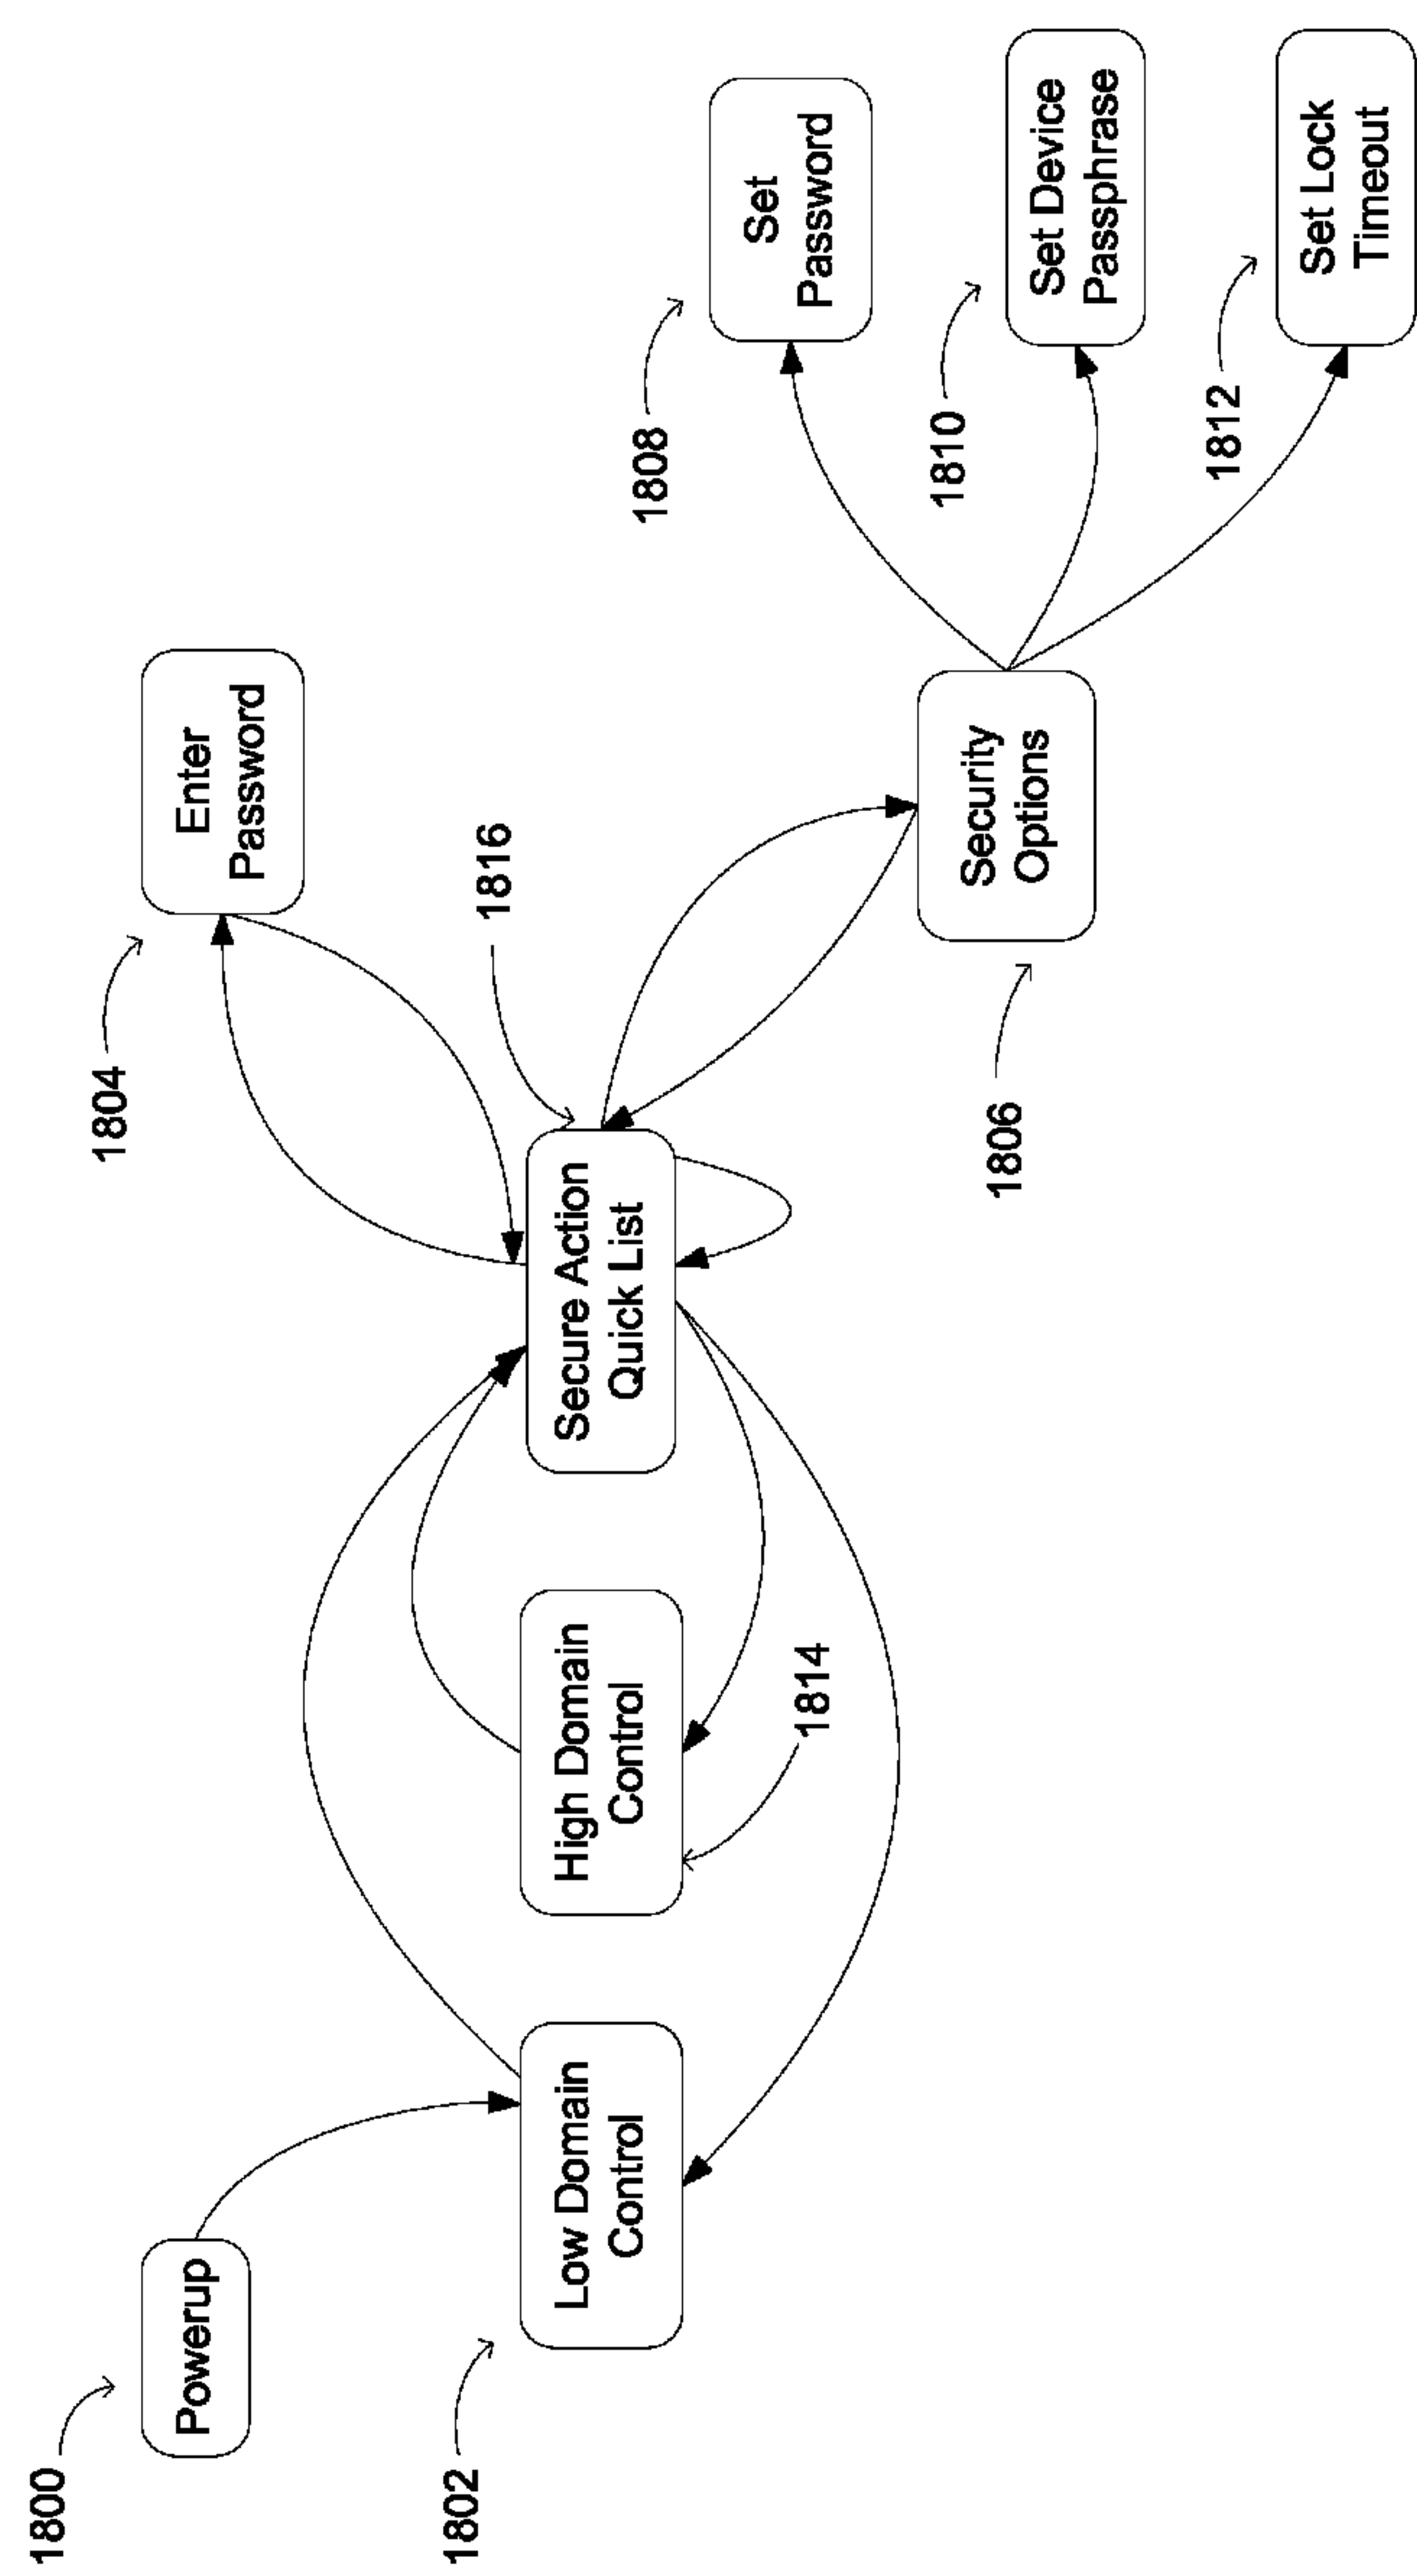 1800
Powerup
1802
Low Domain
Control
High Domain
Control
1814
Secure Action
Quick List
1816
1804
Enter
Password
1806
Security
Options
1808
Set
Password
1810
Set Device
Passphrase
1812
Set Lock
Timeout